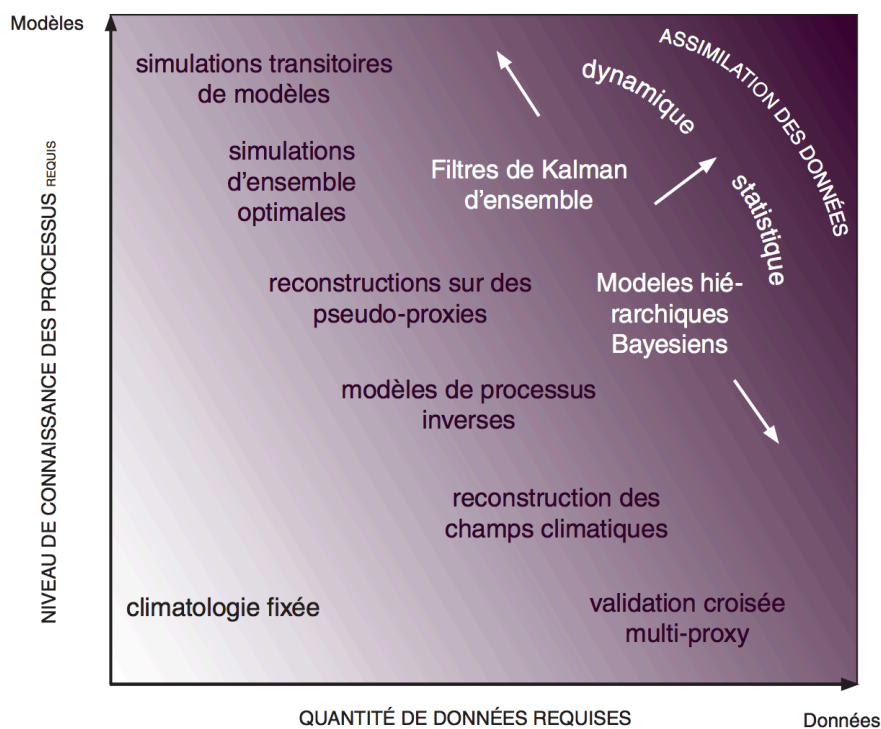 Modèles
simulations transitoires
de modèles
simulations
d'ensemble
optimales
ASSIMILATION DES DONNÉES
dynamique
statistique
Filtres de Kalman
d'ensemble
reconstructions sur des
pseudo-proxies
Modeles hié-
rarchiques
Bayesiens
modèles de processus
inverses
reconstruction des
champs climatiques
climatologie fixée
validation croisée
multi-proxy
NIVEAU DE CONNAISSANCE DES PROCESSUS REQUIS
QUANTITÉ DE DONNÉES REQUISES
Données